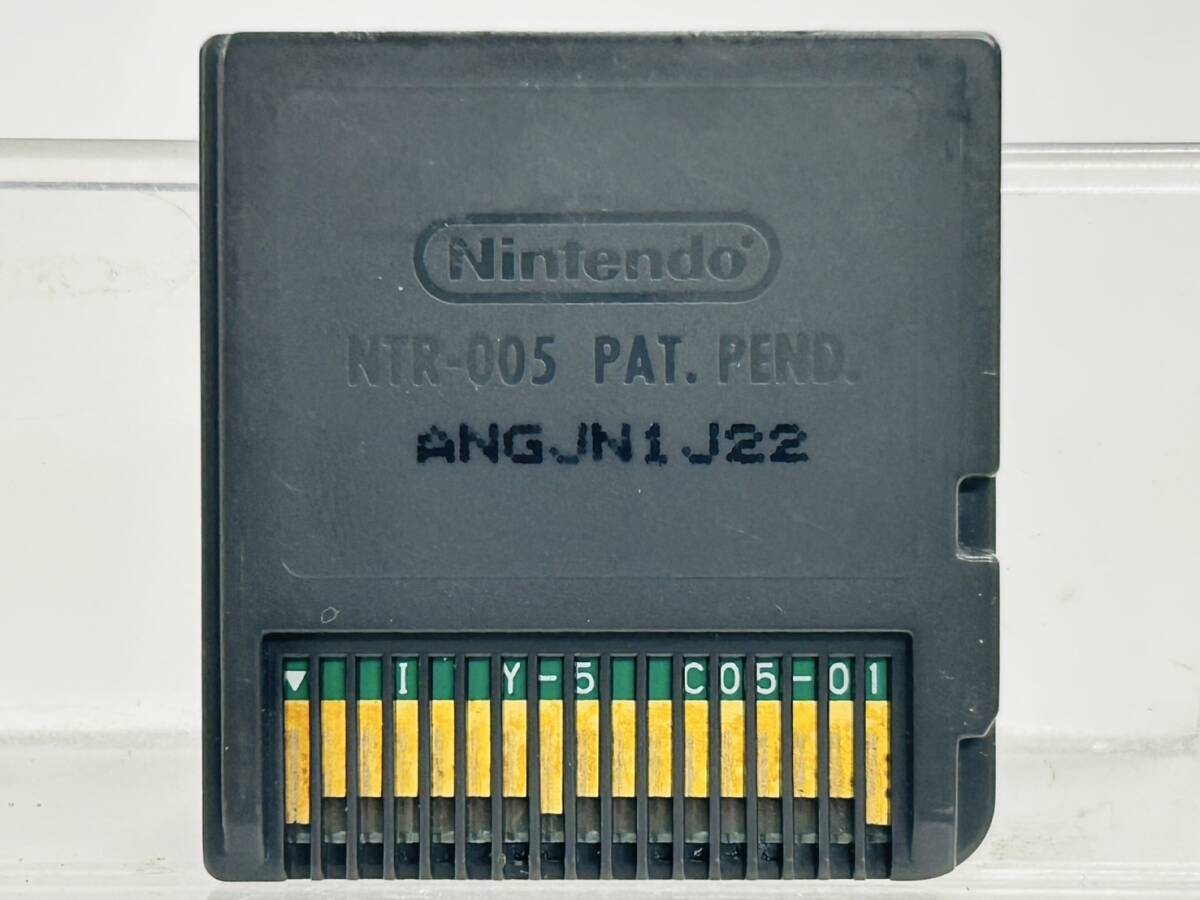 Nintendo
NTR-005 PAT. PEND.
ANGJN1J22
▼ I Y-5 C05-01